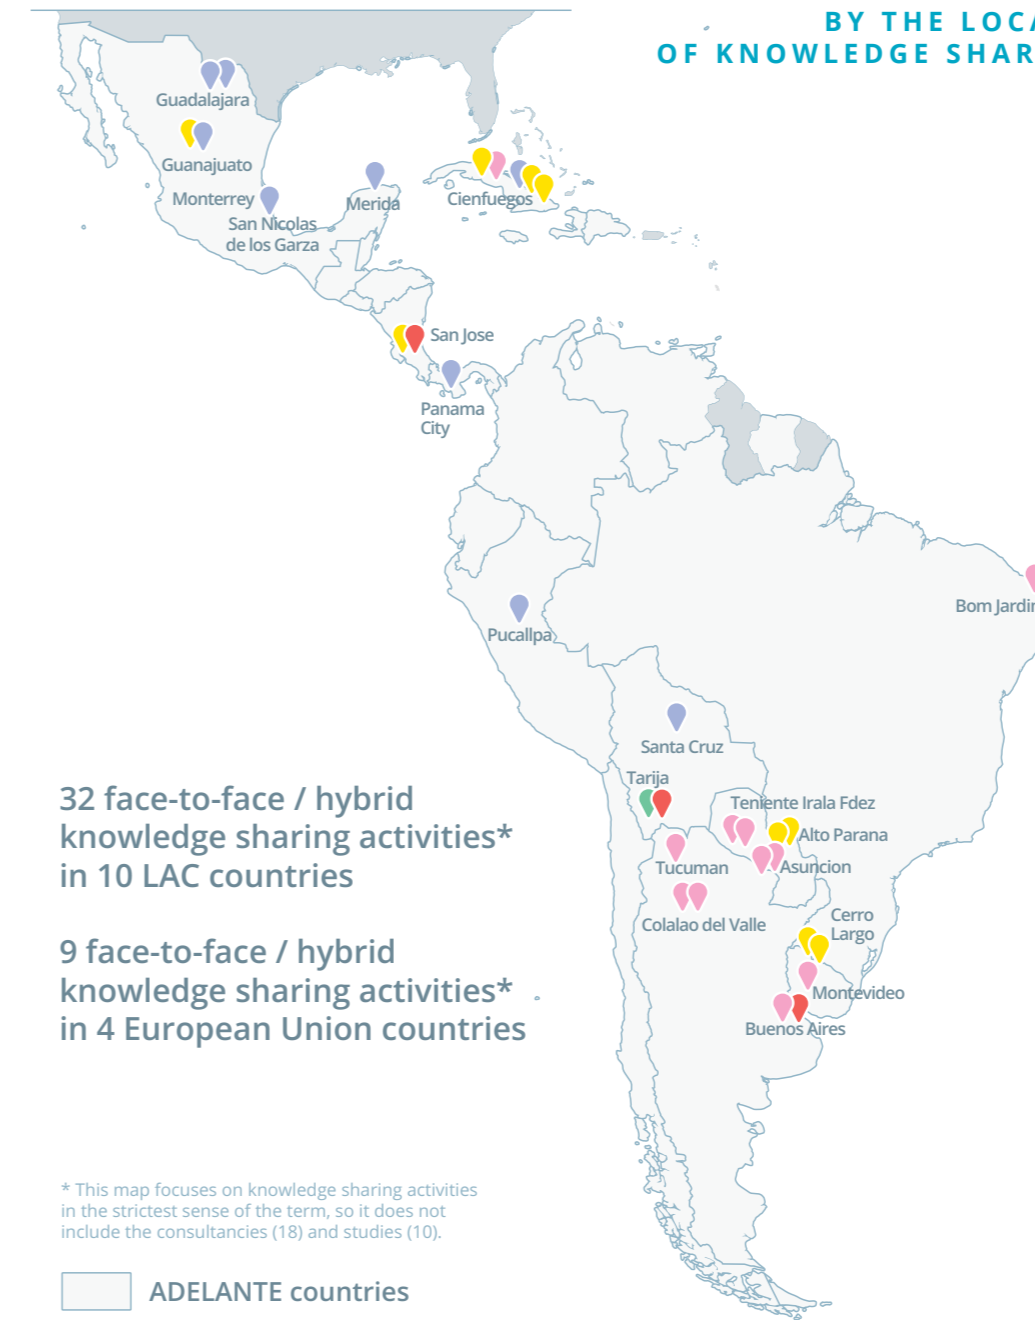 BY THE LOCA
OF KNOWLEDGE SHAR
Guadalajara
Guanajuato
Monterrey
San Nicolas
de los Garza
Merida
Cienfuegos
San Jose
Panama
City
Bom Jardir
Pucallpa
Santa Cruz
Tarija
Teniente Irala Fdez
Alto Parana
Tucuman
Asuncion
Colalao del Valle
Cerro
Largo
Montevideo
Buenos Aires
32 face-to-face / hybrid
knowledge sharing activities*
in 10 LAC countries
9 face-to-face / hybrid
knowledge sharing activities*
in 4 European Union countries
* This map focuses on knowledge sharing activities
in the strictest sense of the term, so it does not
include the consultancies (18) and studies (10).
ADELANTE countries